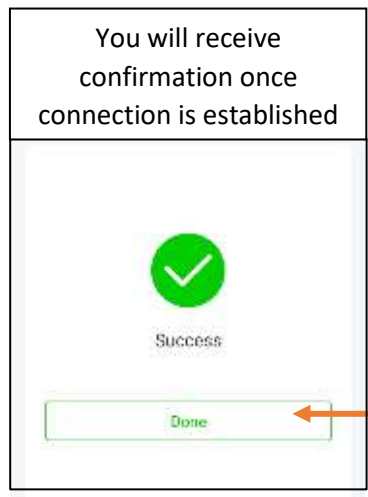 You will receive
confirmation once
connection is established
Success
Done